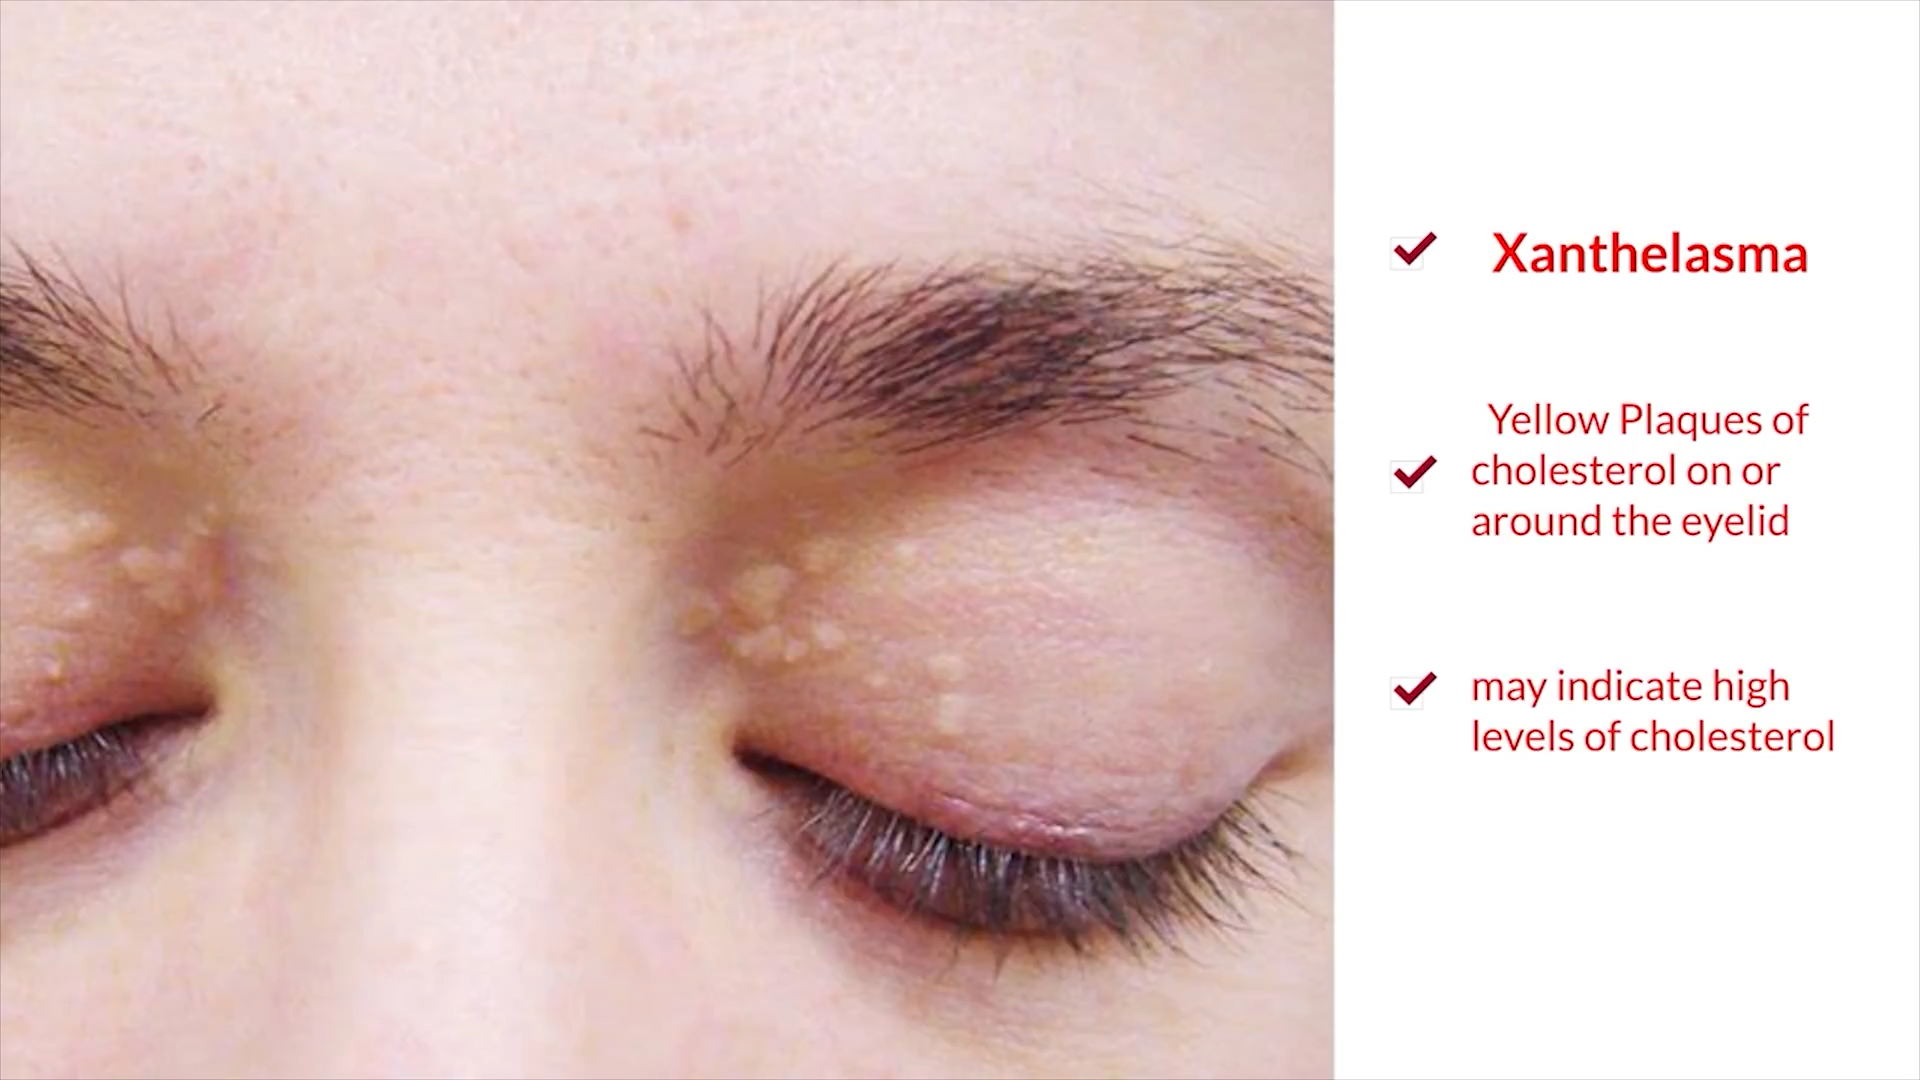 Xanthelasma
Yellow Plaques of
cholesterol on or
around the eyelid
may indicate high
levels of cholesterol